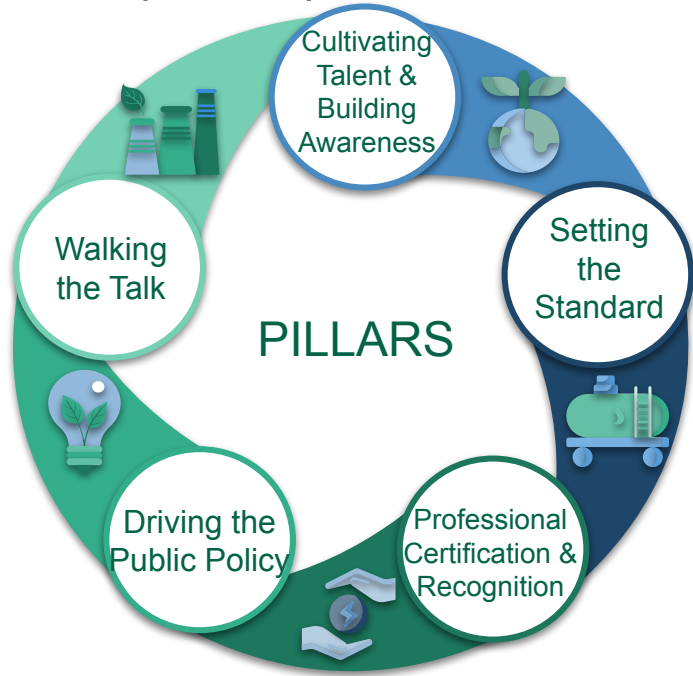 Cultivating
Talent &
Building
Awareness
Setting
the
Standard
Walking
the Talk
PILLARS
Professional
Certification &
Recognition
Driving the
Public Policy